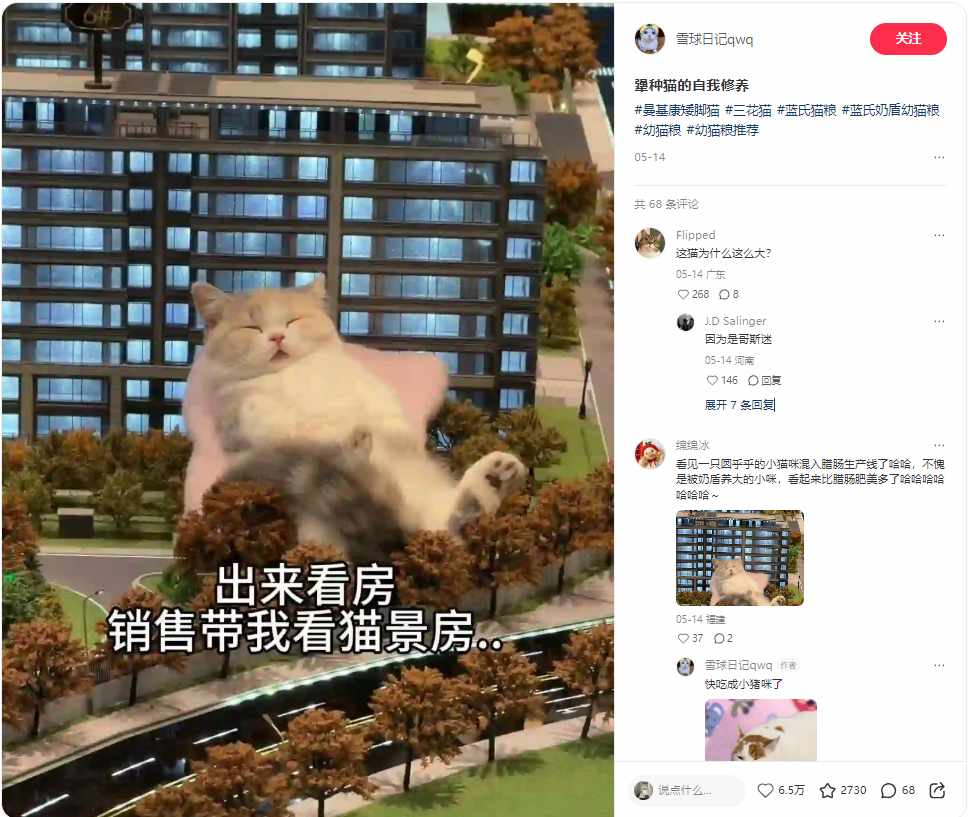 6#
出来看房
销售带我看猫景房..
雪球日记qwq
关注
犟种猫的自我修养
#曼基康矮脚猫 #三花猫 #蓝氏猫粮 #蓝氏奶盾幼猫粮
#幼猫粮 #幼猫粮推荐
05-14
共 68 条评论
Flipped
这猫为什么这么大?
05-14 广东
268 8
J.D Salinger
因为是哥斯迷
05-14 河南
146 回复
展开 7 条回复
绵绵冰
看见一只圆乎乎的小猫咪混入腊肠生产线了哈哈，不愧
是被奶盾养大的小咪，看起来比腊肠肥美多了哈哈哈哈
哈哈哈～
05-14 福建
37 2
雪球日记qwq 作者
快吃成小猪咪了
说点什么...
6.5万 2730 68